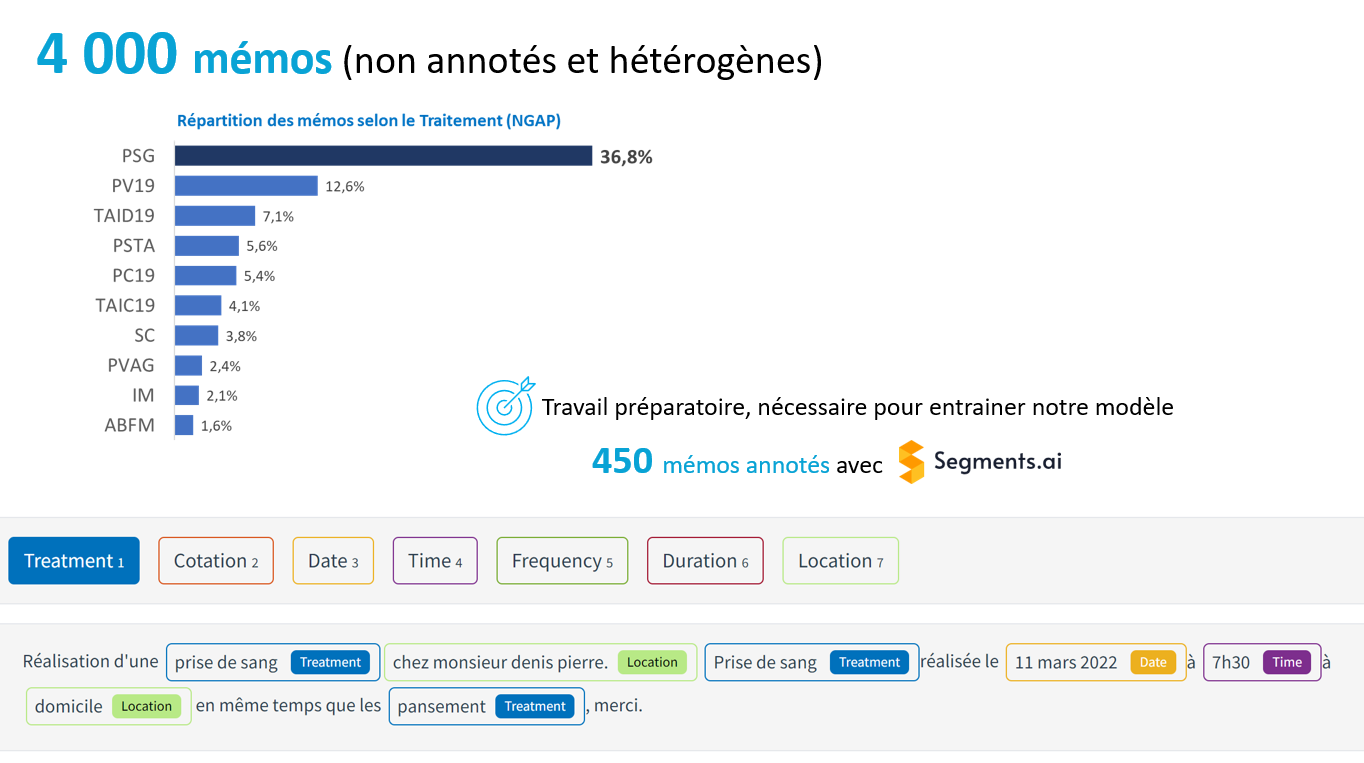 4 000 mémos (non annotés et hétérogènes)
Répartition des mémos selon le Traitement (NGAP)
PSG 36,8%
PV19 12,6%
TAID19 7,1%
PSTA 5,6%
PC19 5,4%
TAIC19 4,1%
SC 3,8%
PVAG 2,4%
IM 2,1%
ABFM 1,6%
Travail préparatoire, nécessaire pour entrainer notre modèle
450 mémos annotés avec Segments.ai
Treatment 1 Cotation 2 Date 3 Time 4 Frequency 5 Duration 6 Location 7
Réalisation d'une prise de sang Treatment chez monsieur denis pierre. Location Prise de sang Treatment réalisée le 11 mars 2022 Date à 7h30 Time à
domicile Location en même temps que les pansement Treatment , merci.